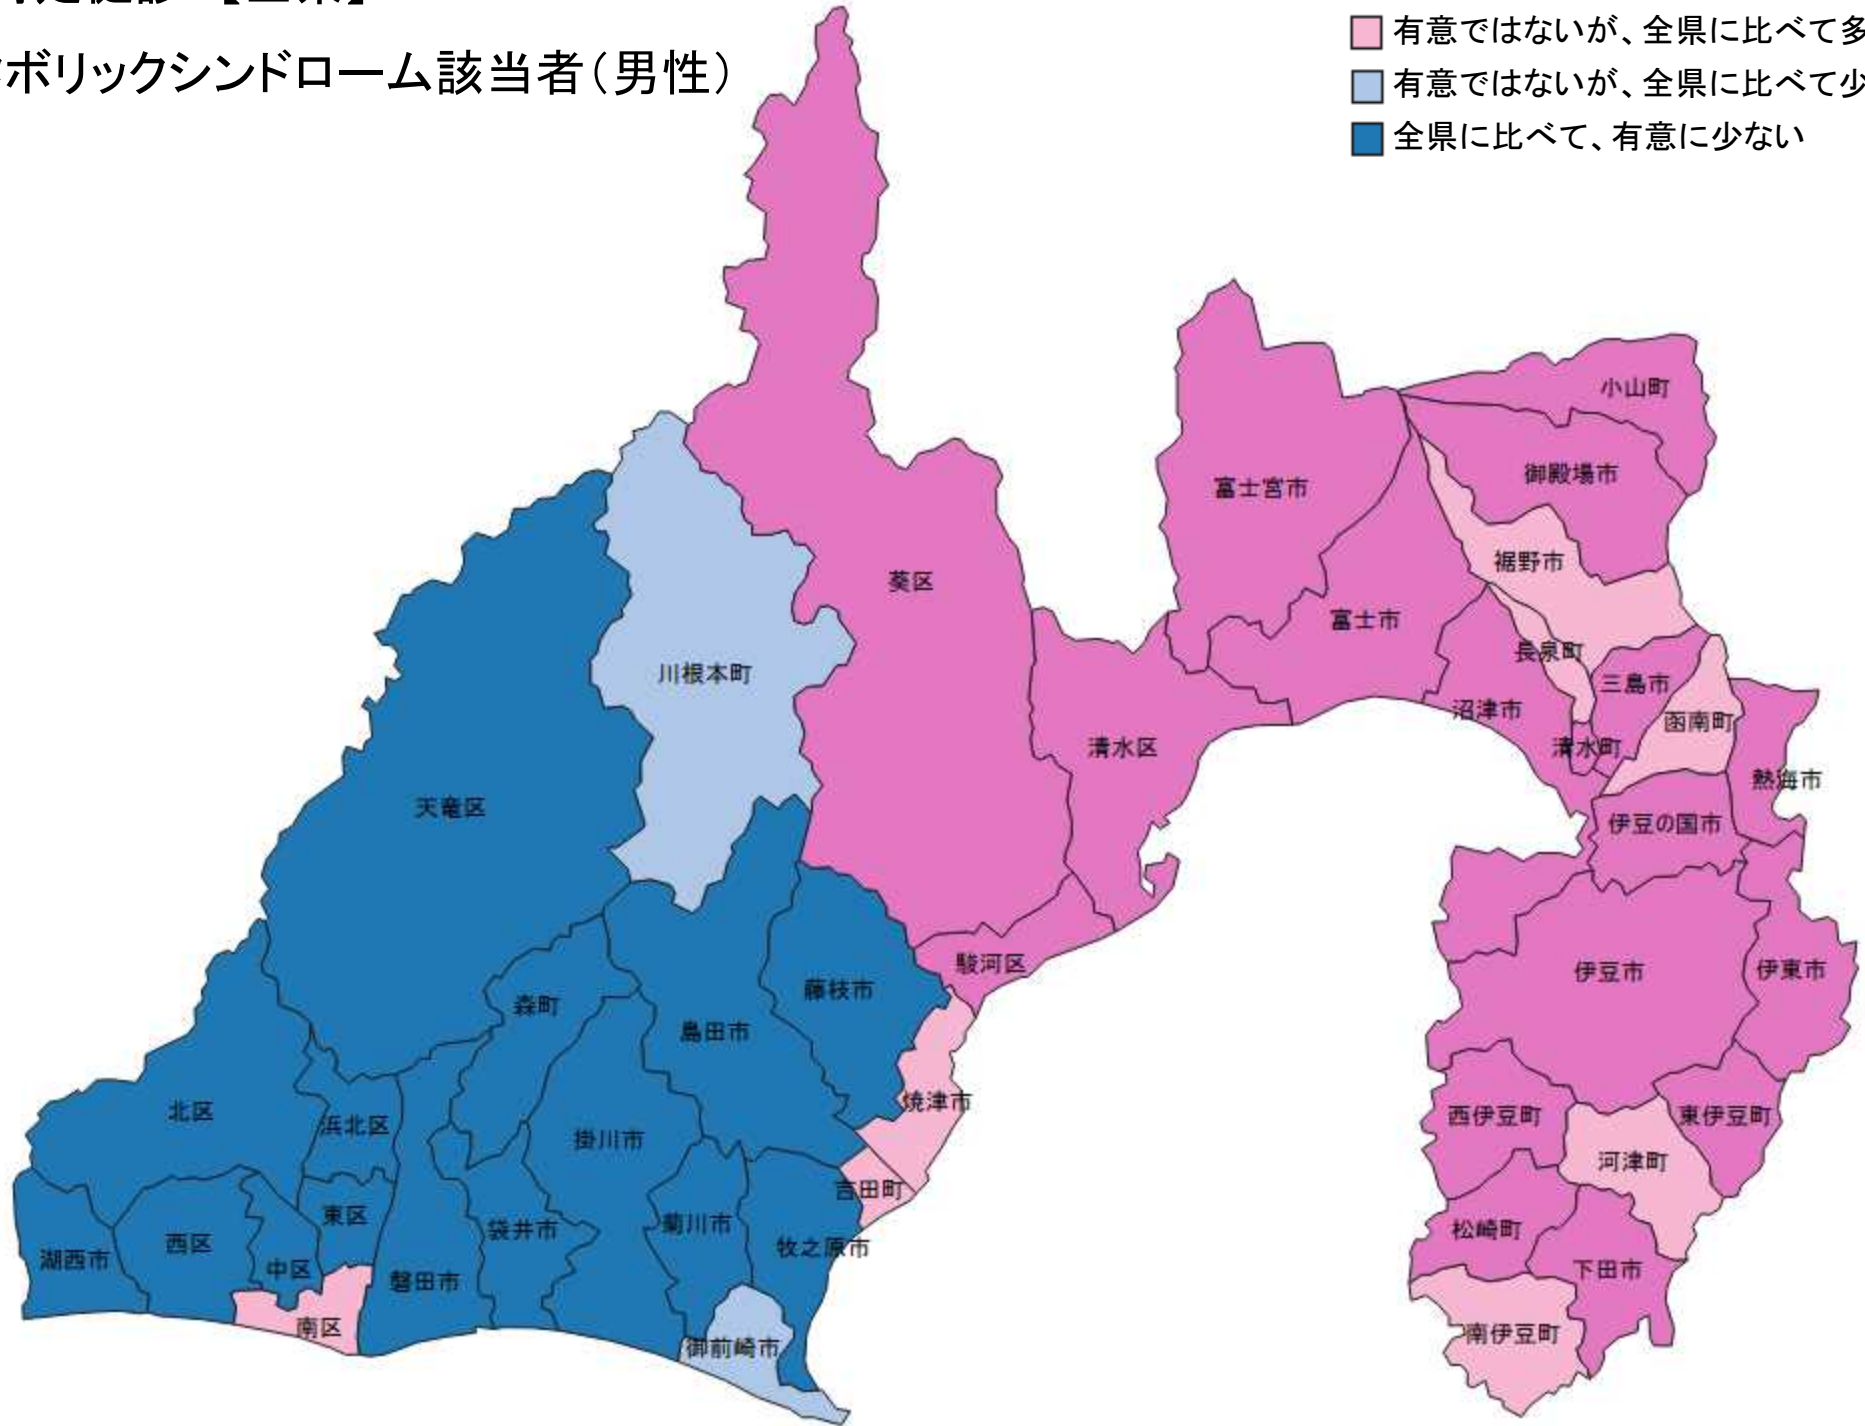 ボリックシンドローム該当者(男性)
有意ではないが、全県に比べて多
有意ではないが、全県に比べて少
全県に比べて、有意に少ない
小山町
御殿場市
富士宮市
裾野市
葵区
富士市
長泉町
川根本町
三島市
沼津市
函南町
清水区
清水町
熱海市
天竜区
伊豆の国市
駿河区
伊豆市
伊東市
藤枝市
森町
島田市
焼津市
北区
浜北区
掛川市
西伊豆町
東伊豆町
河津町
吉田町
東区
菊川市
袋井市
松崎町
西区
牧之原市
湖西市
中区
磐田市
下田市
南区
南伊豆町
御前崎市